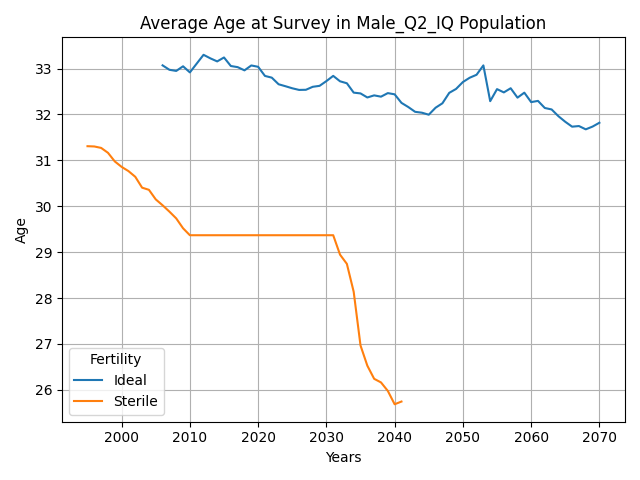 Average Age at Survey in Male_Q2_IQ Population
Age
33
32
31
30
29
28
27
26
Fertility
Ideal
Sterile
2000 2010 2020 2030 2040 2050 2060 2070
Years